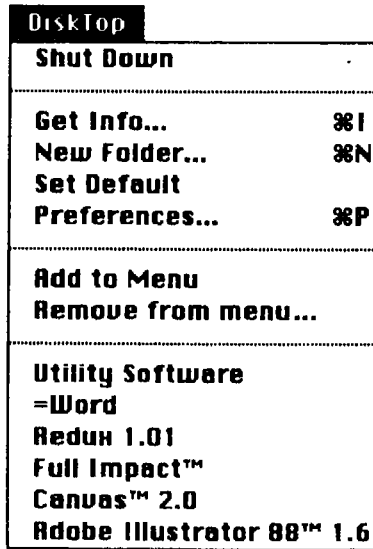 DiskTop
Shut Down
Get Info... ⌘I
New Folder... ⌘N
Set Default
Preferences... ⌘P
Add to Menu
Remove from menu...
Utility Software
=Word
Redux 1.01
Full Impact™
Canvas™ 2.0
Adobe Illustrator 88™ 1.6